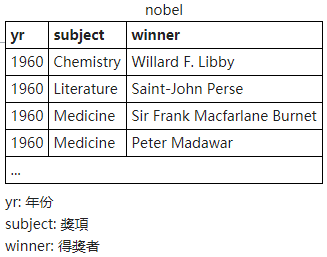 nobel
yr subject winner
1960 Chemistry Willard F. Libby
1960 Literature Saint-John Perse
1960 Medicine Sir Frank Macfarlane Burnet
1960 Medicine Peter Madawar
...
yr: 年份
subject: 獎項
winner: 得獎者